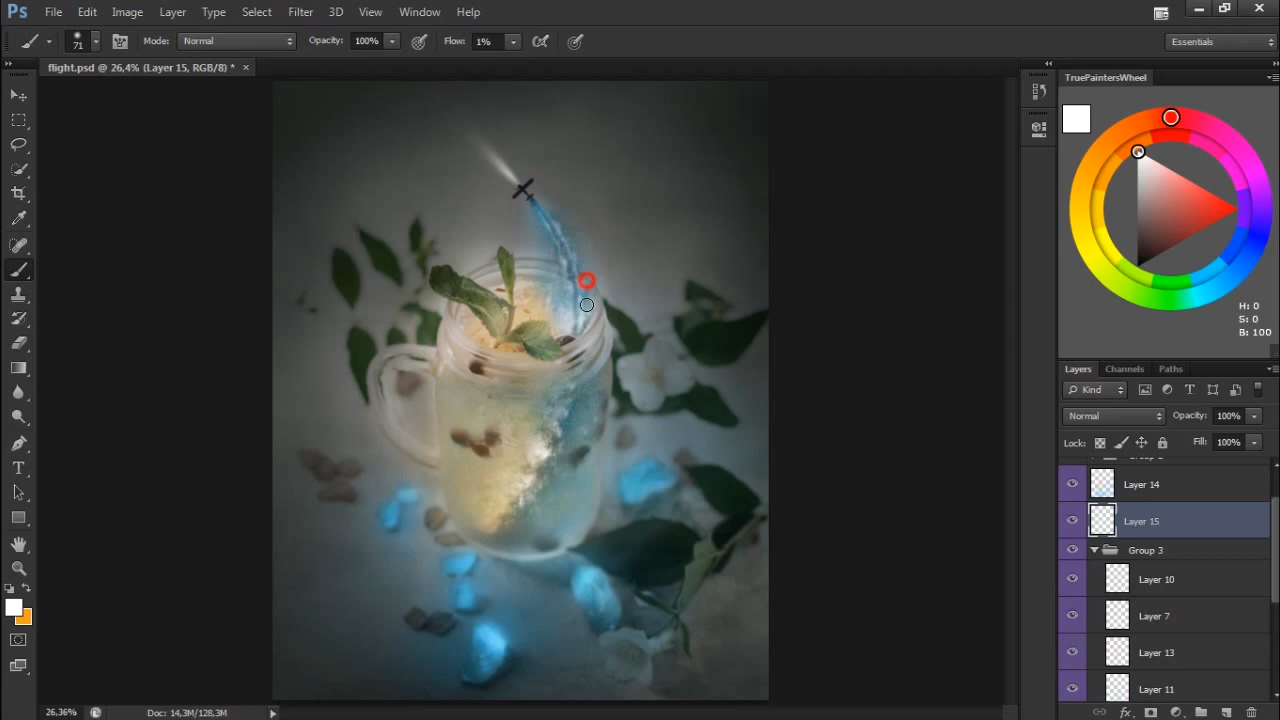 Ps File Edit Image Layer Type Select Filter 3D View Window Help
71 Mode: Normal Opacity: 100% Flow: 1% Essentials
flight.psd @ 26,4% (Layer 15, RGB/8) * ×
TruePaintersWheel
H: 0
S: 0
B: 100
Layers Channels Paths
Kind
Normal Opacity: 100%
Lock: Fill: 100%
Layer 14
Layer 15
Group 3
Layer 10
Layer 7
Layer 13
Layer 11
26,36% Doc: 14,3M/128,3M